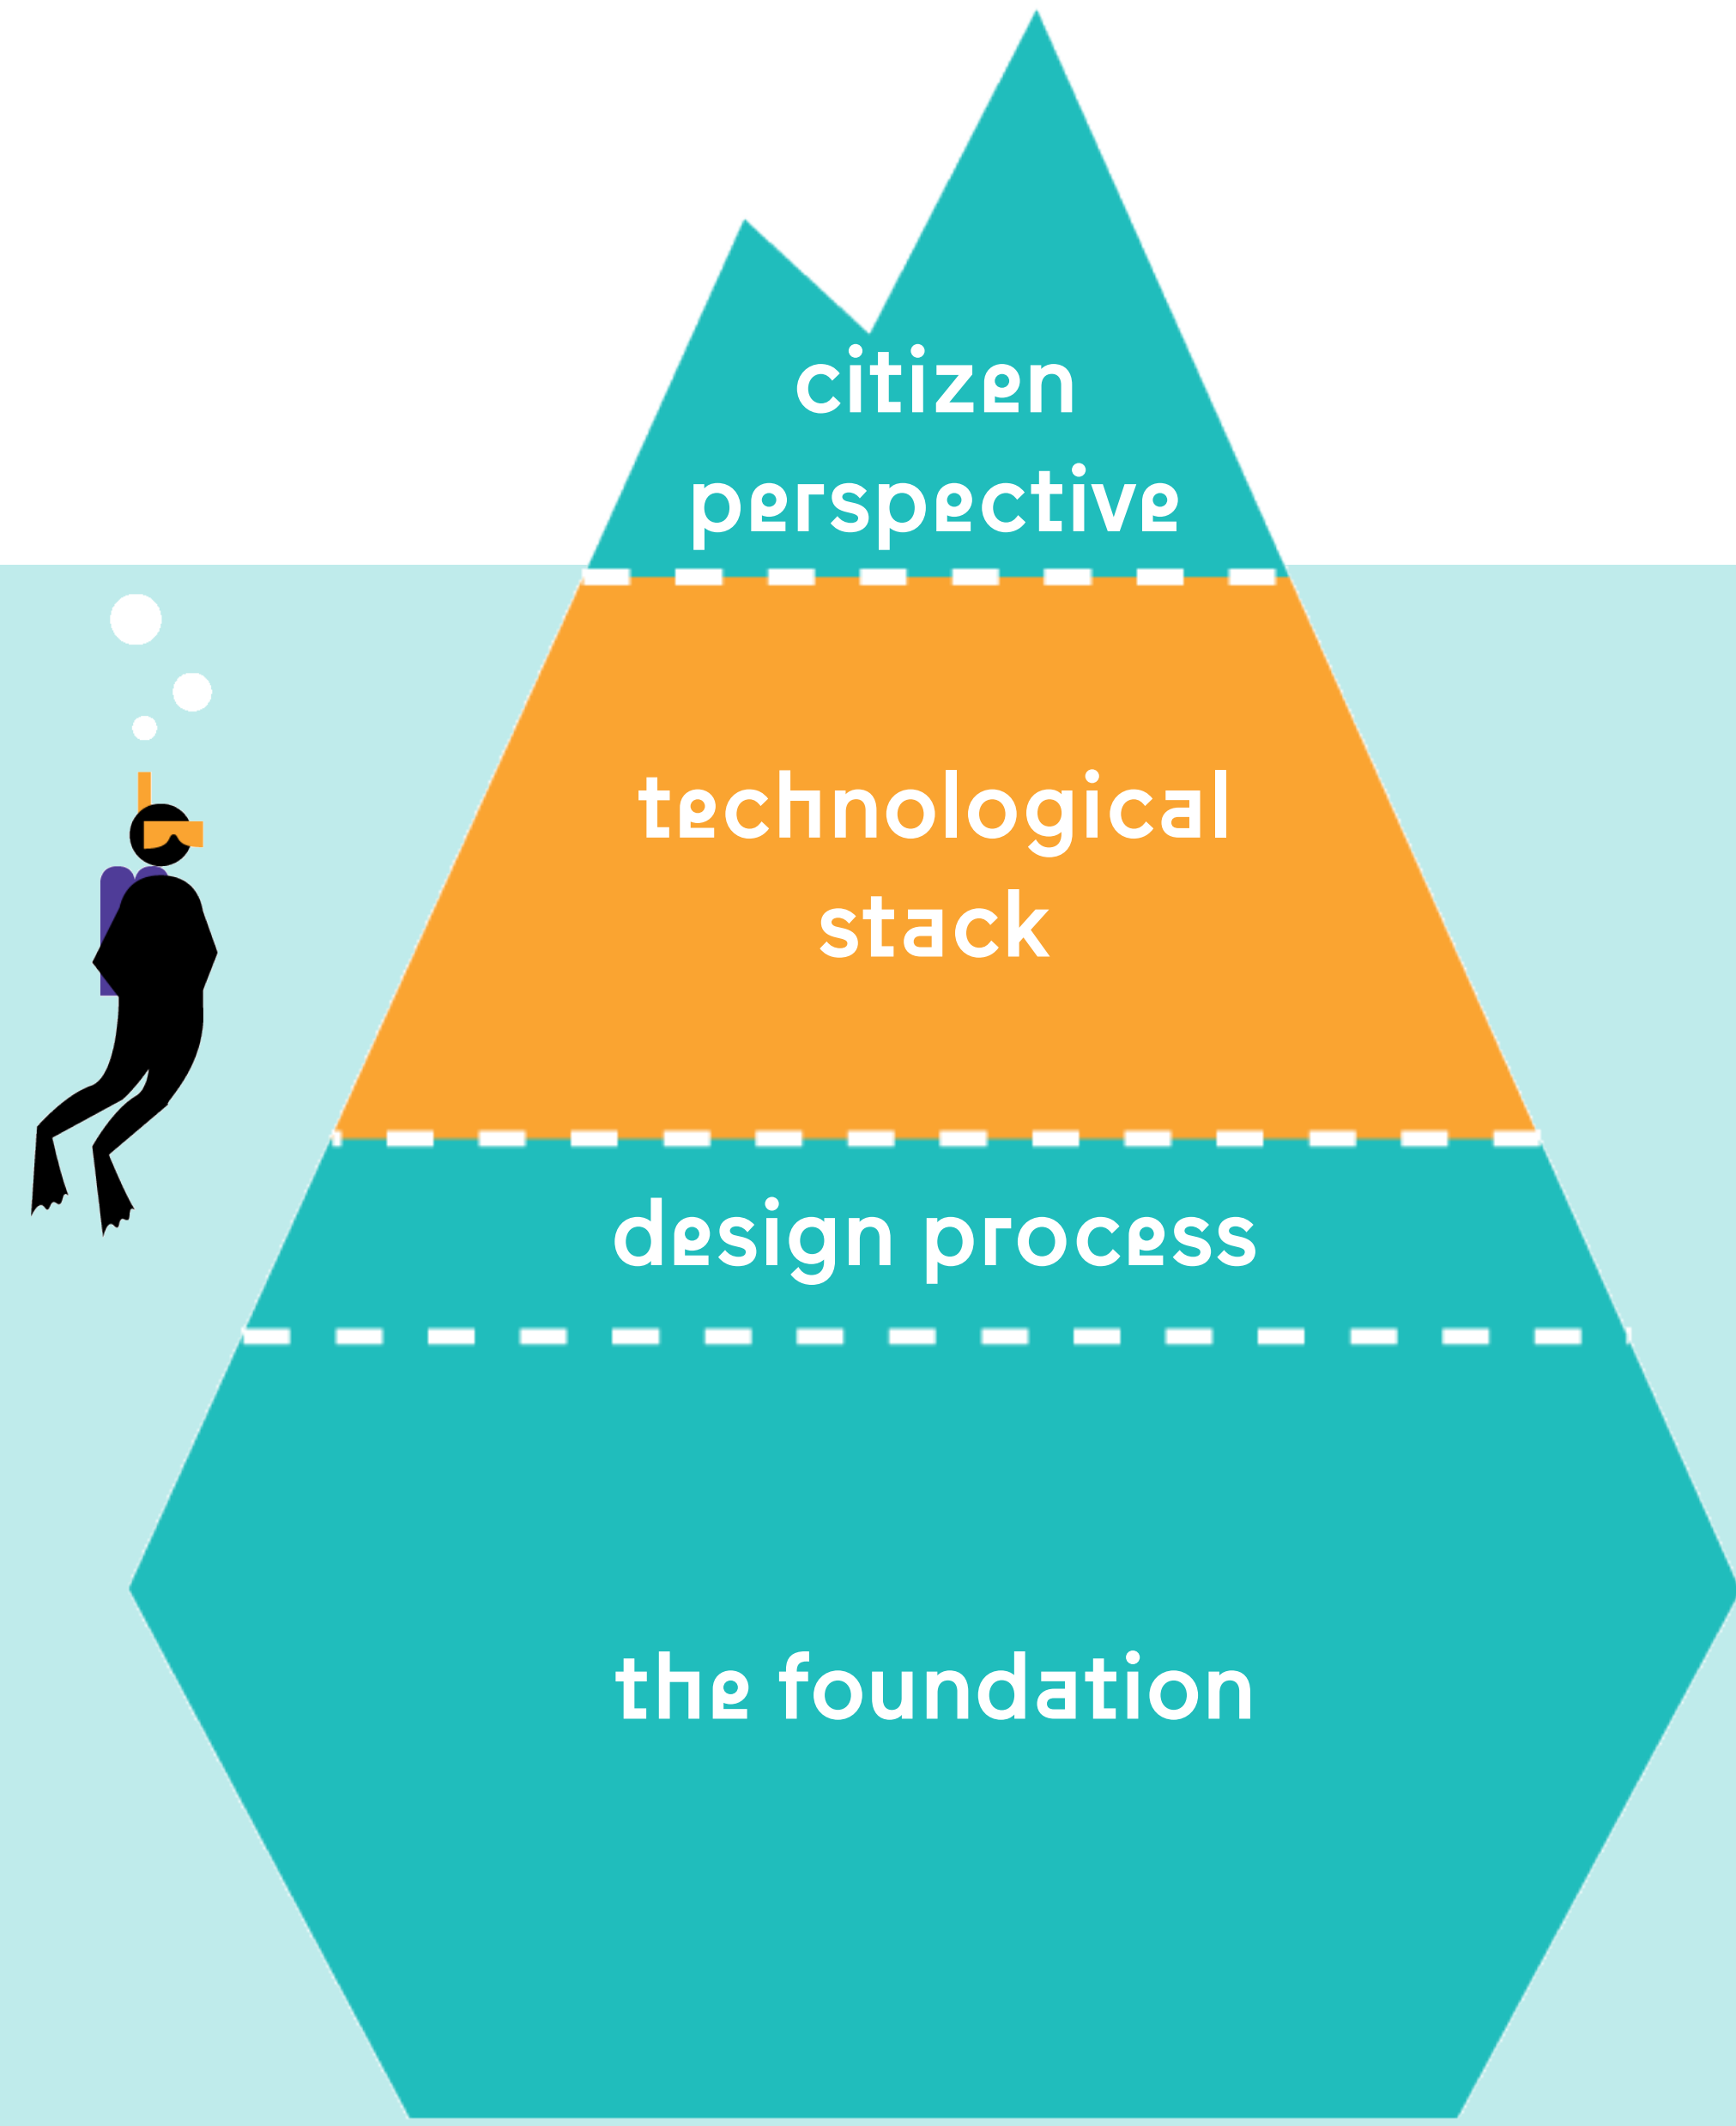 citizen
perspective
technological
stack
design process
the foundation